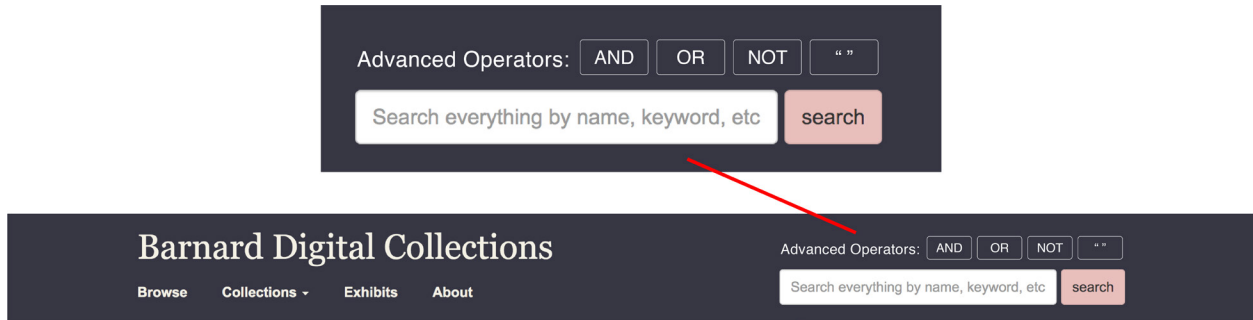 Advanced Operators: AND OR NOT “ ”
Search everything by name, keyword, etc search
Barnard Digital Collections
Browse Collections Exhibits About
Advanced Operators: AND OR NOT “ ”
Search everything by name, keyword, etc search